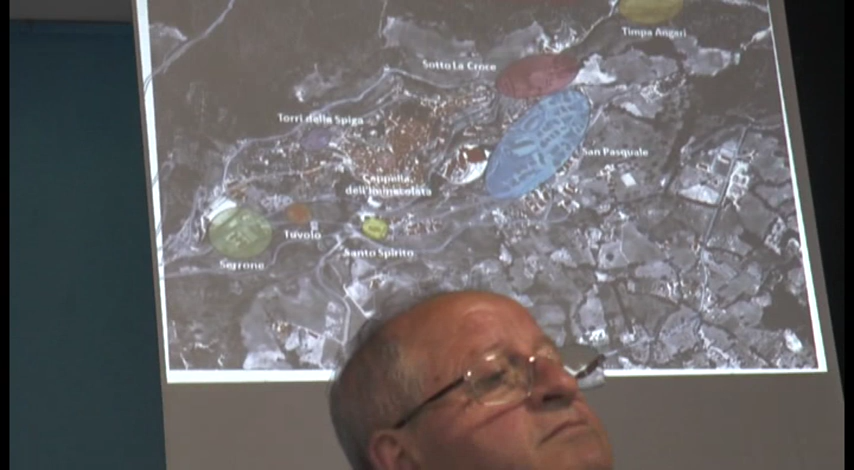 Timpa Angari
Sotto La Croce
Torri della Spiga
San Pasquale
Cappella
dell'Immacolata
Tuvolo
Santo Spirito
Serrone